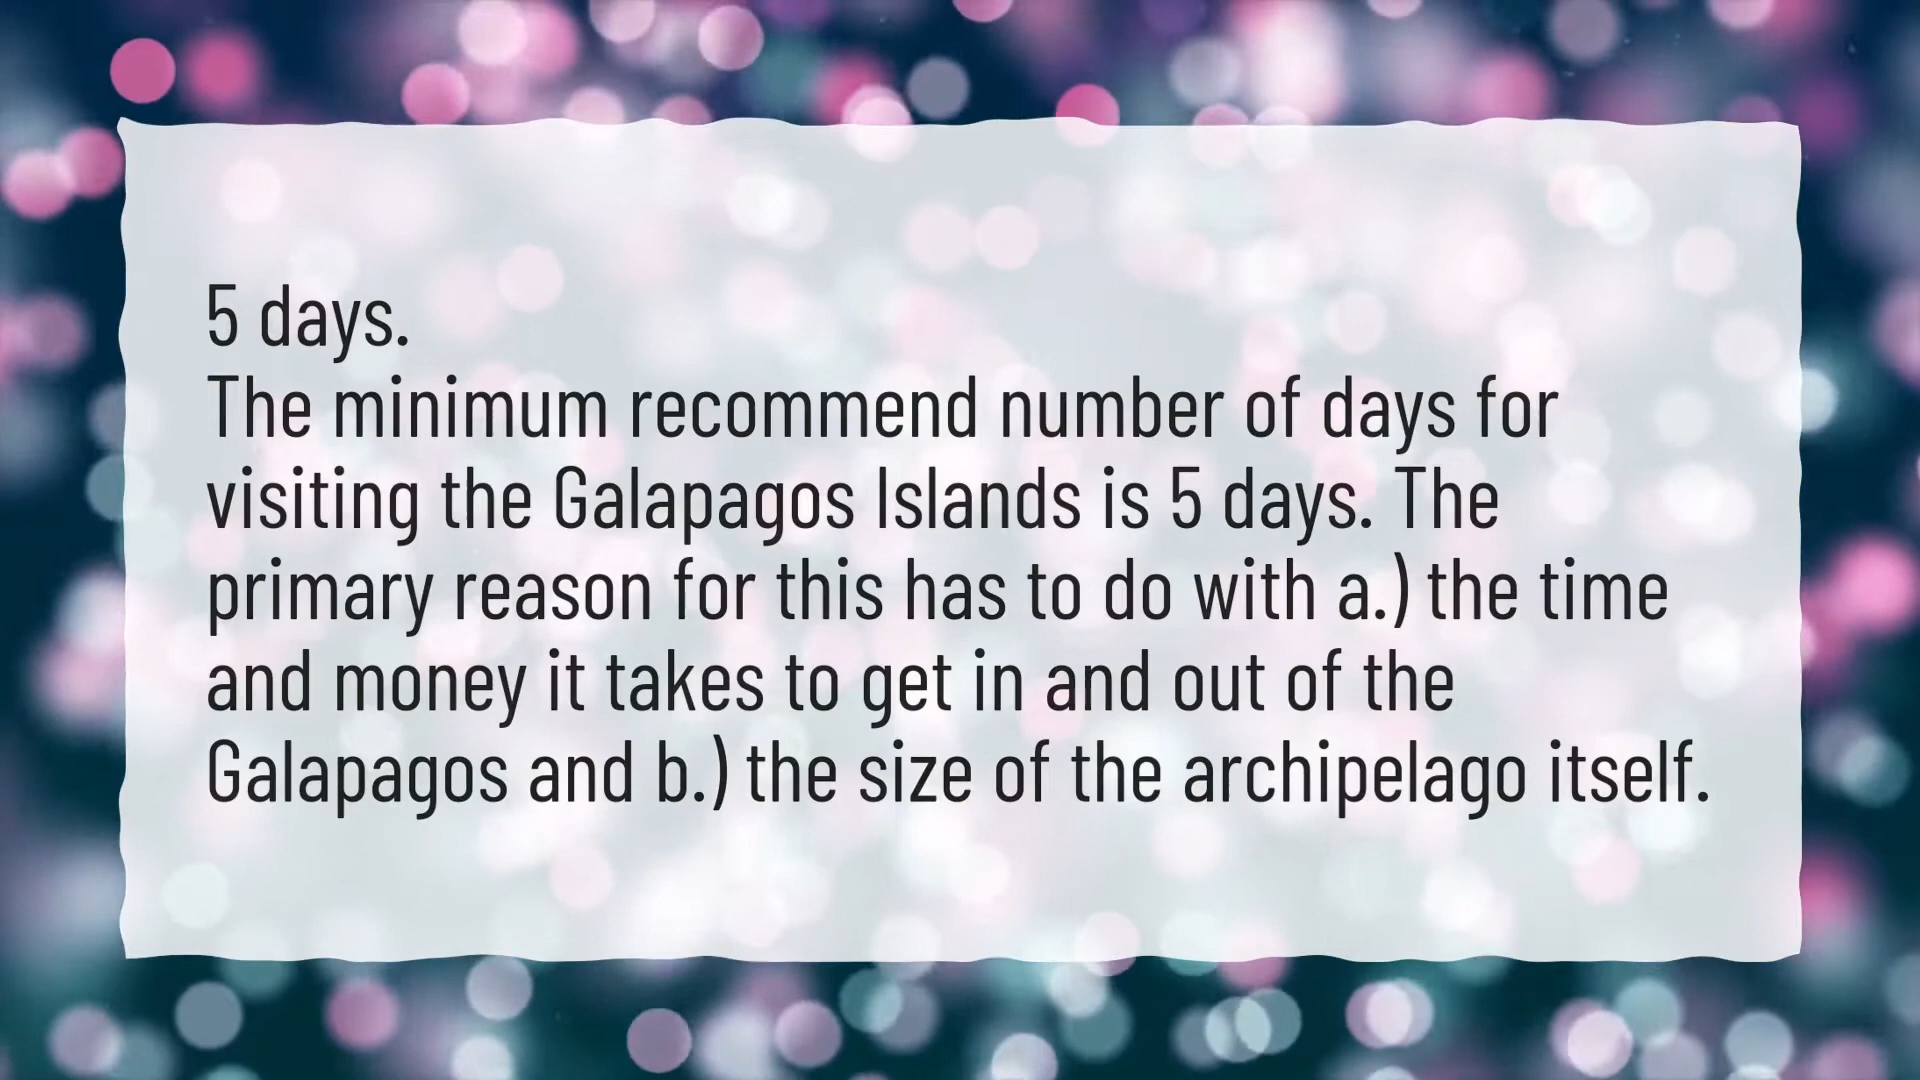 5 days.
The minimum recommend number of days for
visiting the Galapagos Islands is 5 days. The
primary reason for this has to do with a.) the time
and money it takes to get in and out of the
Galapagos and b.) the size of the archipelago itself.